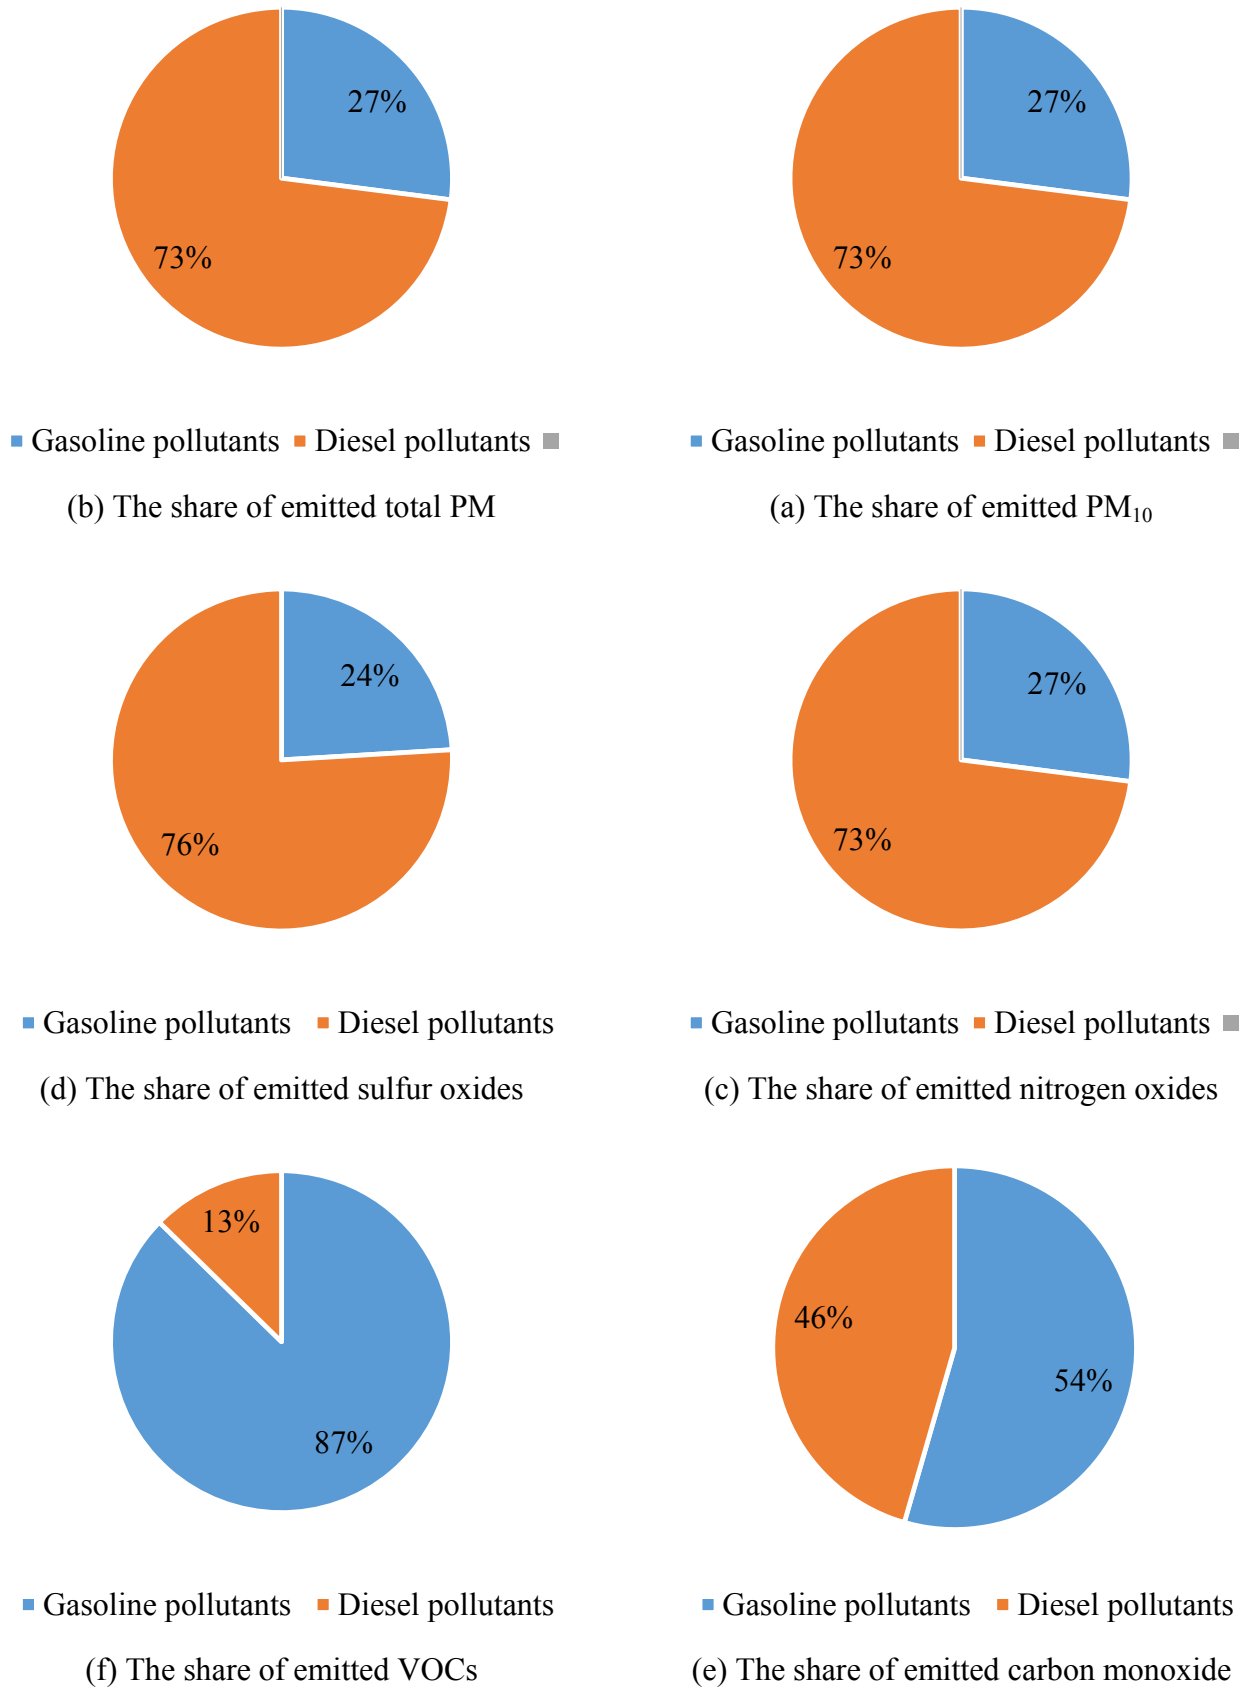 27%
73%
Gasoline pollutants Diesel pollutants
(b) The share of emitted total PM
27%
73%
Gasoline pollutants Diesel pollutants
(a) The share of emitted PM₁₀
24%
76%
Gasoline pollutants Diesel pollutants
(d) The share of emitted sulfur oxides
27%
73%
Gasoline pollutants Diesel pollutants
(c) The share of emitted nitrogen oxides
13%
87%
Gasoline pollutants Diesel pollutants
(f) The share of emitted VOCs
46%
54%
Gasoline pollutants Diesel pollutants
(e) The share of emitted carbon monoxide